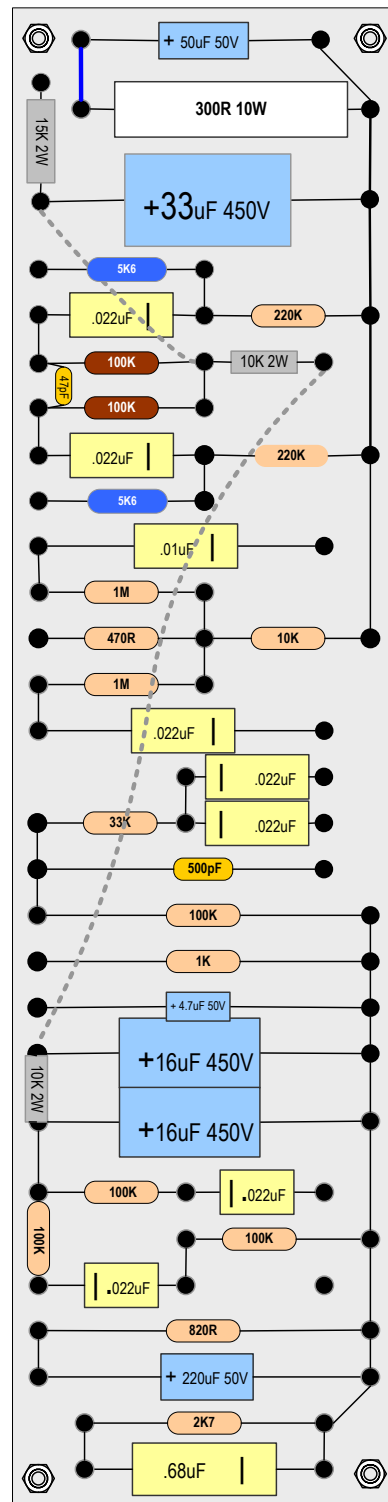 + 50uF 50V
300R 10W
15K 2W
+33uF 450V
5K6
.022uF
220K
100K
10K 2W
47pF
100K
.022uF
220K
5K6
.01uF
1M
470R
10K
1M
.022uF
.022uF
33K
.022uF
500pF
100K
1K
+ 4.7uF 50V
+16uF 450V
10K 2W
+16uF 450V
100K
.022uF
100K
100K
.022uF
820R
+ 220uF 50V
2K7
.68uF